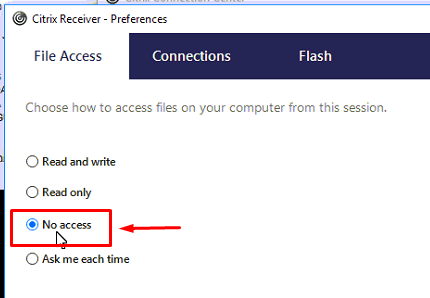 Citrix Connection Center
Citrix Receiver - Preferences
File Access
Connections
Flash
Choose how to access files on your computer from this session.
Read and write
Read only
No access
Ask me each time